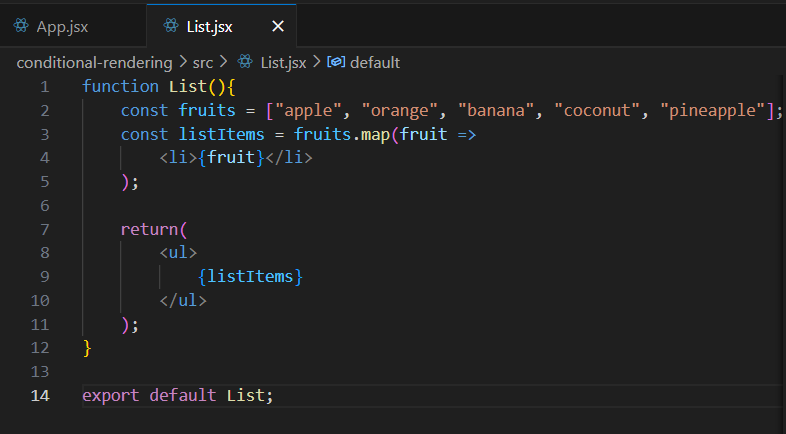 App.jsx List.jsx ×
conditional-rendering > src > List.jsx > default
1 function List(){
2     const fruits = ["apple", "orange", "banana", "coconut", "pineapple"];
3     const listItems = fruits.map(fruit =>
4         <li>{fruit}</li>
5     );
6
7     return(
8         <ul>
9             {listItems}
10         </ul>
11     );
12 }
13
14 export default List;